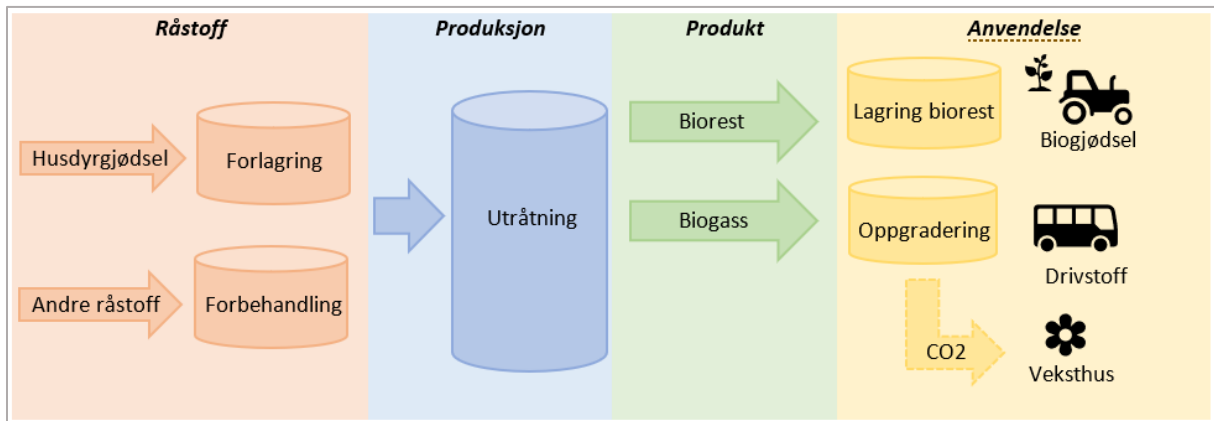 Råstoff
Produksjon
Produkt
Anvendelse
Husdyrgjødsel
Forlagring
Andre råstoff
Forbehandling
Utråtning
Biorest
Biogass
Lagring biorest
Biogjødsel
Oppgradering
Drivstoff
CO2
Veksthus